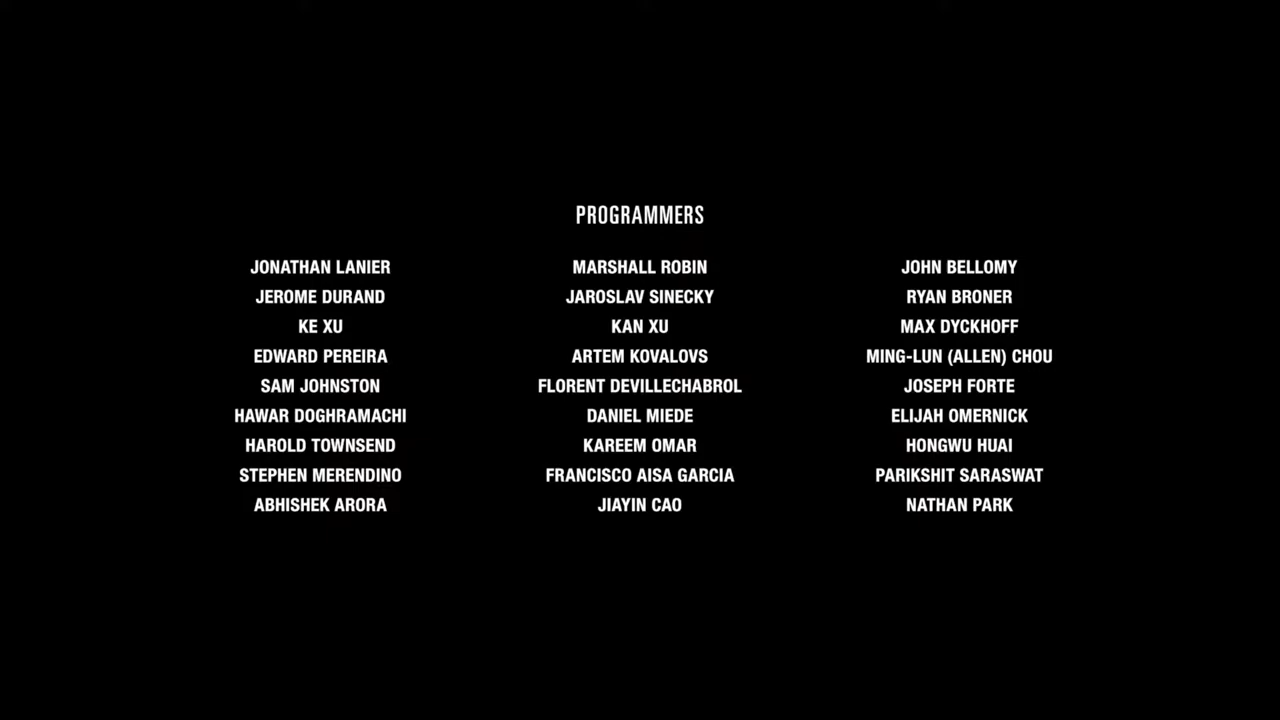 PROGRAMMERS
JONATHAN LANIER MARSHALL ROBIN JOHN BELLOMY
JEROME DURAND JAROSLAV SINECKY RYAN BRONER
KE XU KAN XU MAX DYCKHOFF
EDWARD PEREIRA ARTEM KOVALOVS MING-LUN (ALLEN) CHOU
SAM JOHNSTON FLORENT DEVILLECHABROL JOSEPH FORTE
HAWAR DOGHRAMACHI DANIEL MIEDE ELIJAH OMERNICK
HAROLD TOWNSEND KAREEM OMAR HONGWU HUAI
STEPHEN MERENDINO FRANCISCO AISA GARCIA PARIKSHIT SARASWAT
ABHISHEK ARORA JIAYIN CAO NATHAN PARK